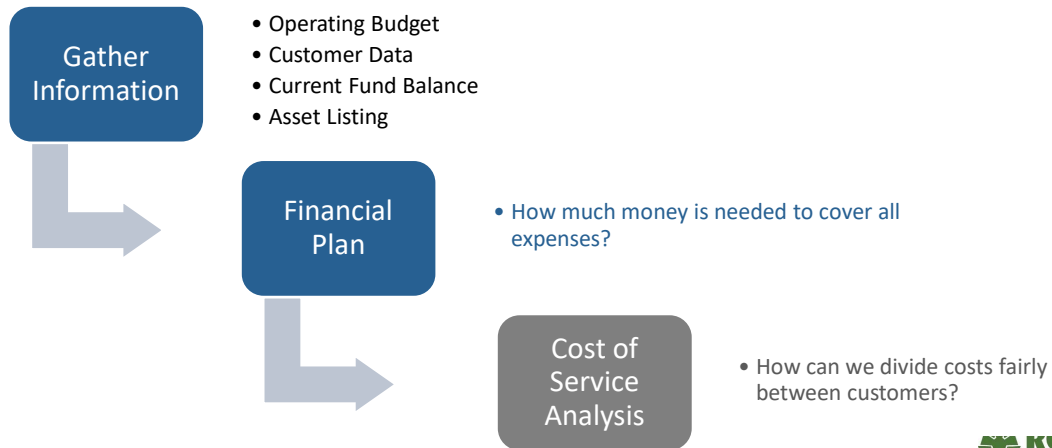 Gather
Information
• Operating Budget
• Customer Data
• Current Fund Balance
• Asset Listing
Financial
Plan
• How much money is needed to cover all
expenses?
Cost of
Service
Analysis
• How can we divide costs fairly
between customers?